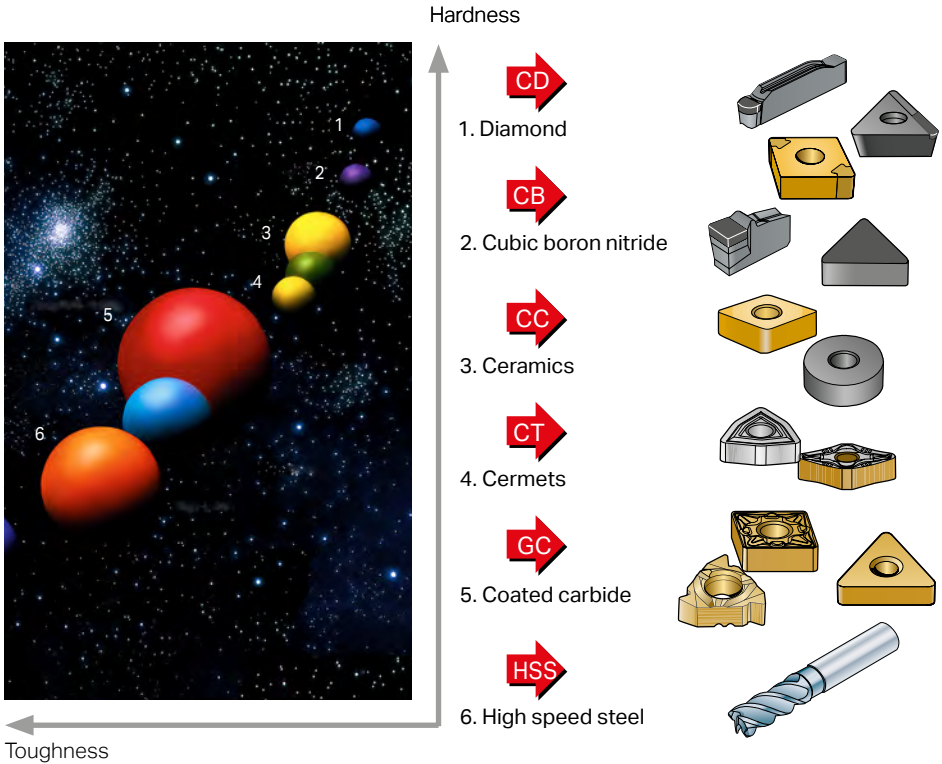 Hardness
1
2
3
4
5
6
CD
1. Diamond
CB
2. Cubic boron nitride
CC
3. Ceramics
CT
4. Cermets
GC
5. Coated carbide
HSS
6. High speed steel
Toughness